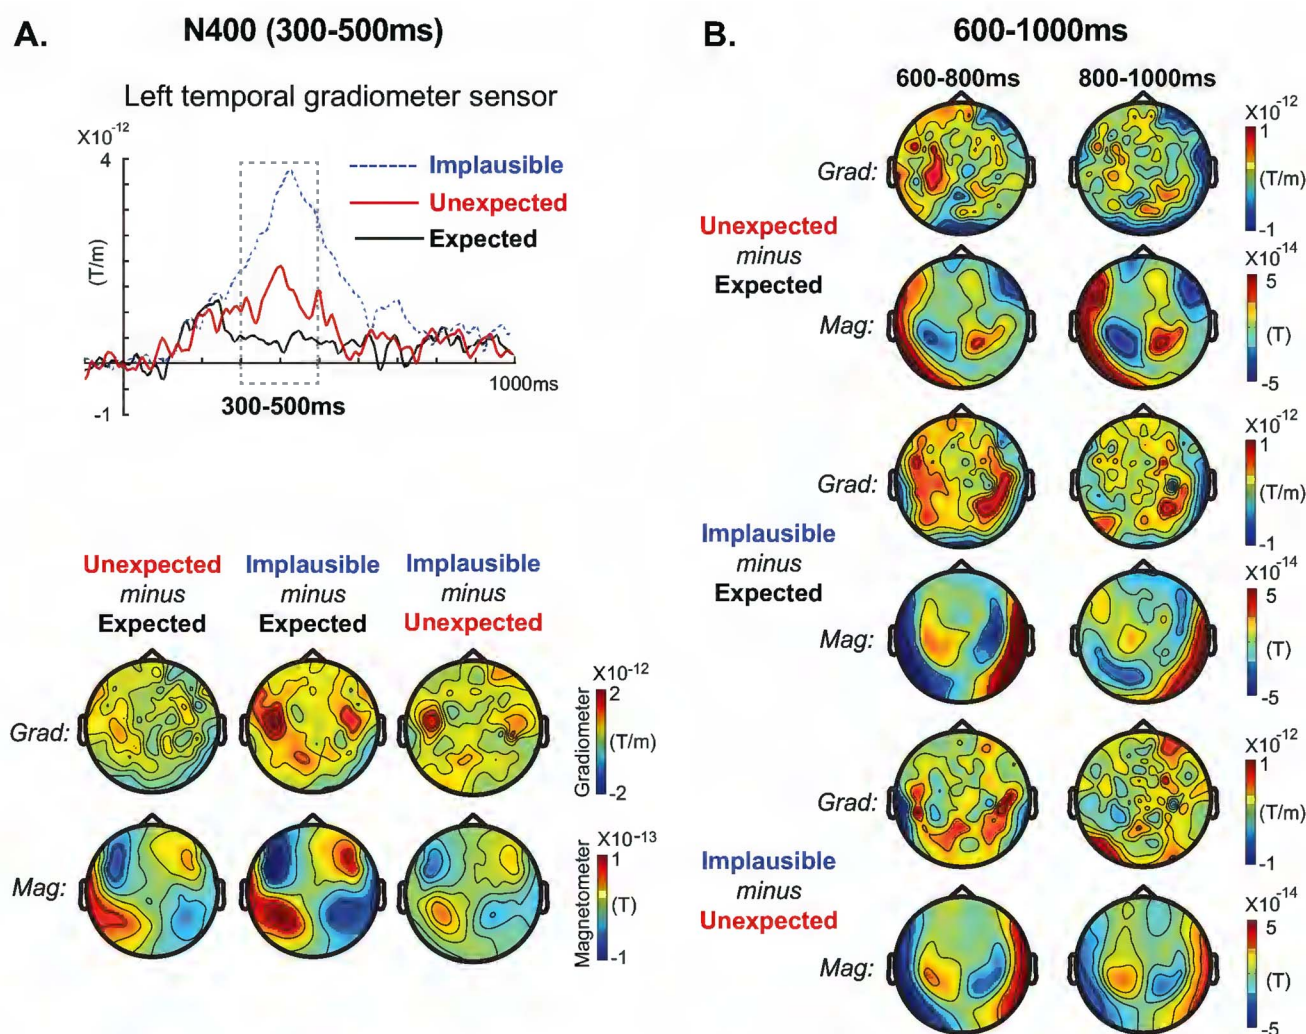 A.
N400 (300-500ms)
Left temporal gradiometer sensor
X10-12
4
(T/m)
-1
Implausible
Unexpected
Expected
1000ms
300-500ms
Unexpected
minus
Expected
Implausible
minus
Expected
Implausible
minus
Unexpected
Grad:
X10-12
2
(T/m)
-2
Gradiometer
Mag:
X10-13
1
(T)
-1
Magnetometer
B.
600-1000ms
600-800ms
800-1000ms
Unexpected
minus
Expected
Grad:
X10-12
1
(T/m)
-1
Mag:
X10-14
5
(T)
-5
Implausible
minus
Expected
Grad:
X10-12
1
(T/m)
-1
Mag:
X10-14
5
(T)
-5
Implausible
minus
Unexpected
Grad:
X10-12
1
(T/m)
-1
Mag:
X10-14
5
(T)
-5